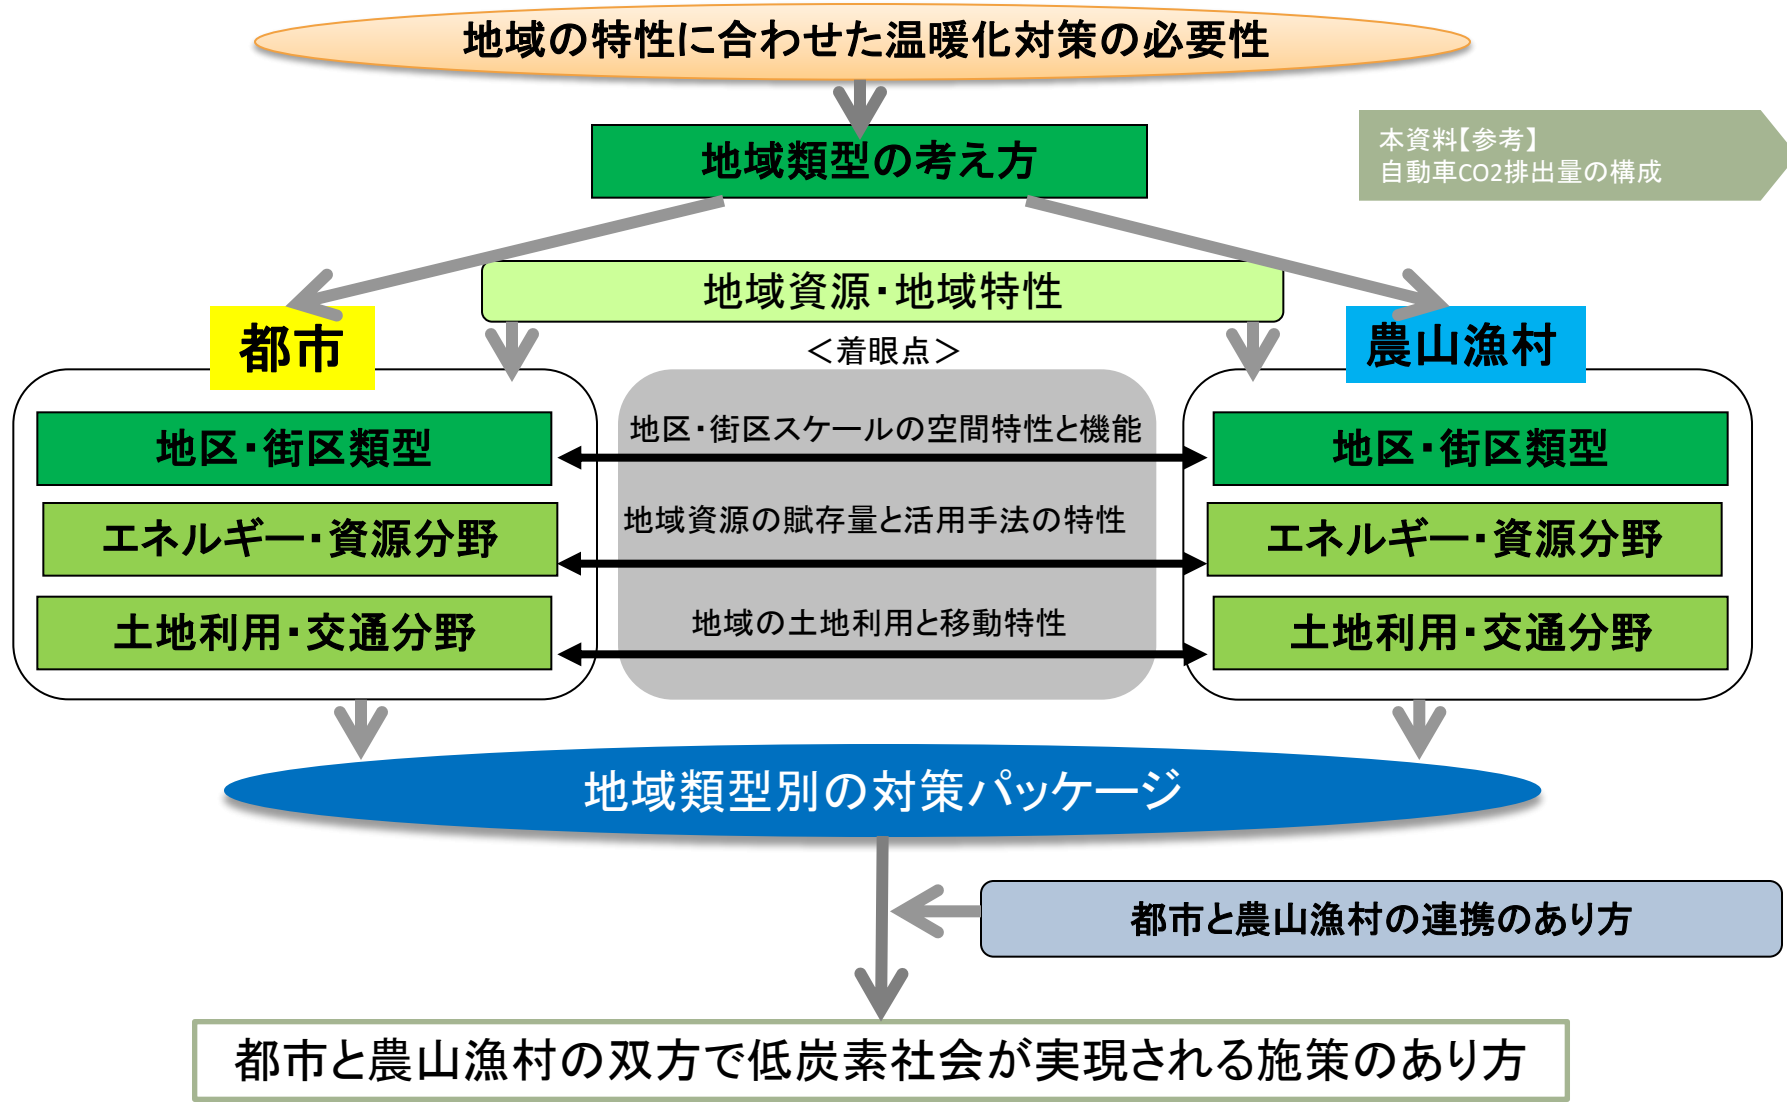 地域の特性に合わせた温暖化対策の必要性
地域類型の考え方
本資料【参考】
自動車CO2排出量の構成
地域資源・地域特性
都市
＜着眼点＞
農山漁村
地区・街区類型
地区・街区スケールの空間特性と機能
地区・街区類型
エネルギー・資源分野
地域資源の賦存量と活用手法の特性
エネルギー・資源分野
土地利用・交通分野
地域の土地利用と移動特性
土地利用・交通分野
地域類型別の対策パッケージ
都市と農山漁村の連携のあり方
都市と農山漁村の双方で低炭素社会が実現される施策のあり方